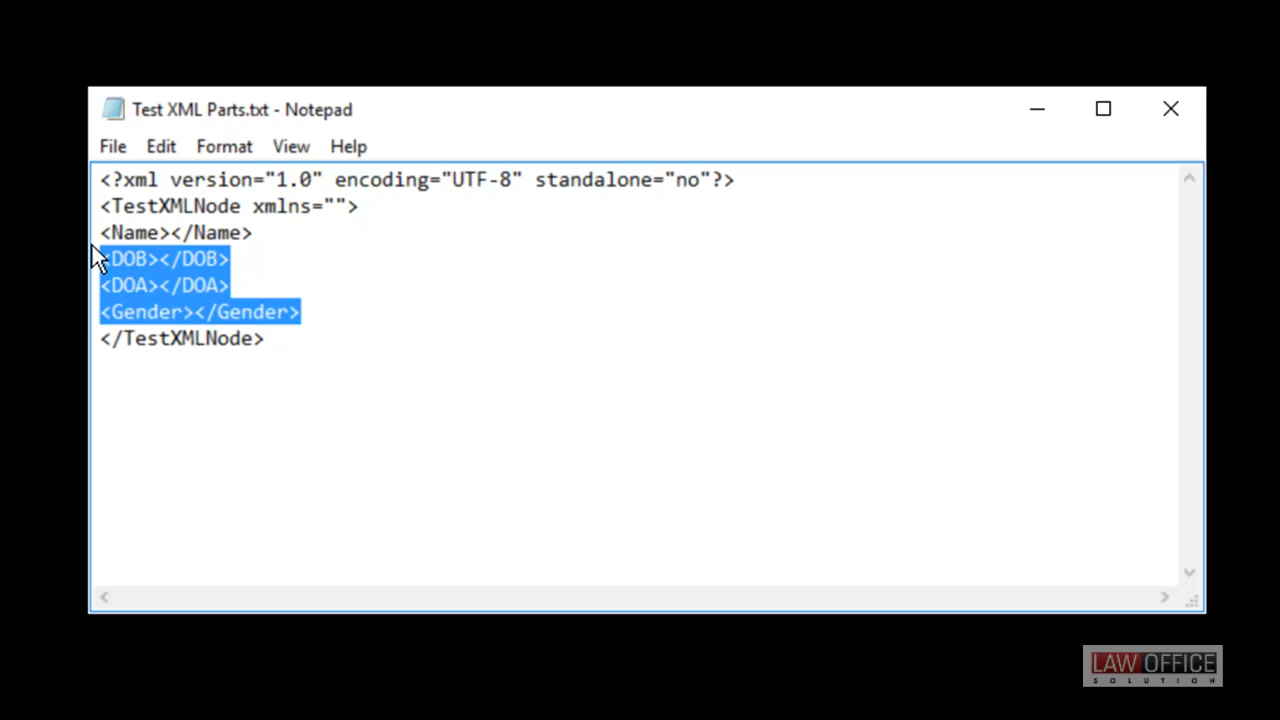 Test XML Parts.txt - Notepad
File Edit Format View Help
<?xml version="1.0" encoding="UTF-8" standalone="no"?>
<TestXMLNode xmlns="">
<Name></Name>
<DOB></DOB>
<DOA></DOA>
<Gender></Gender>
</TestXMLNode>
LAW OFFICE
SOLUTION